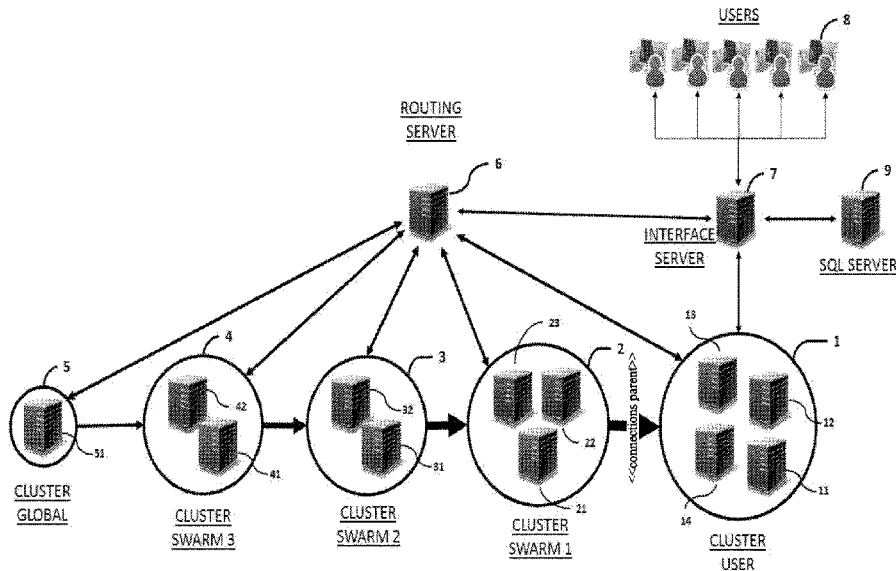 USERS
8
ROUTING
SERVER
6
7
9
INTERFACE
SERVER
SQL SERVER
5
4
3
2
1
23
13
42
32
22
12
51
41
31
21
14
11
<<connections parent>>
CLUSTER
GLOBAL
CLUSTER
SWARM 3
CLUSTER
SWARM 2
CLUSTER
SWARM 1
CLUSTER
USER